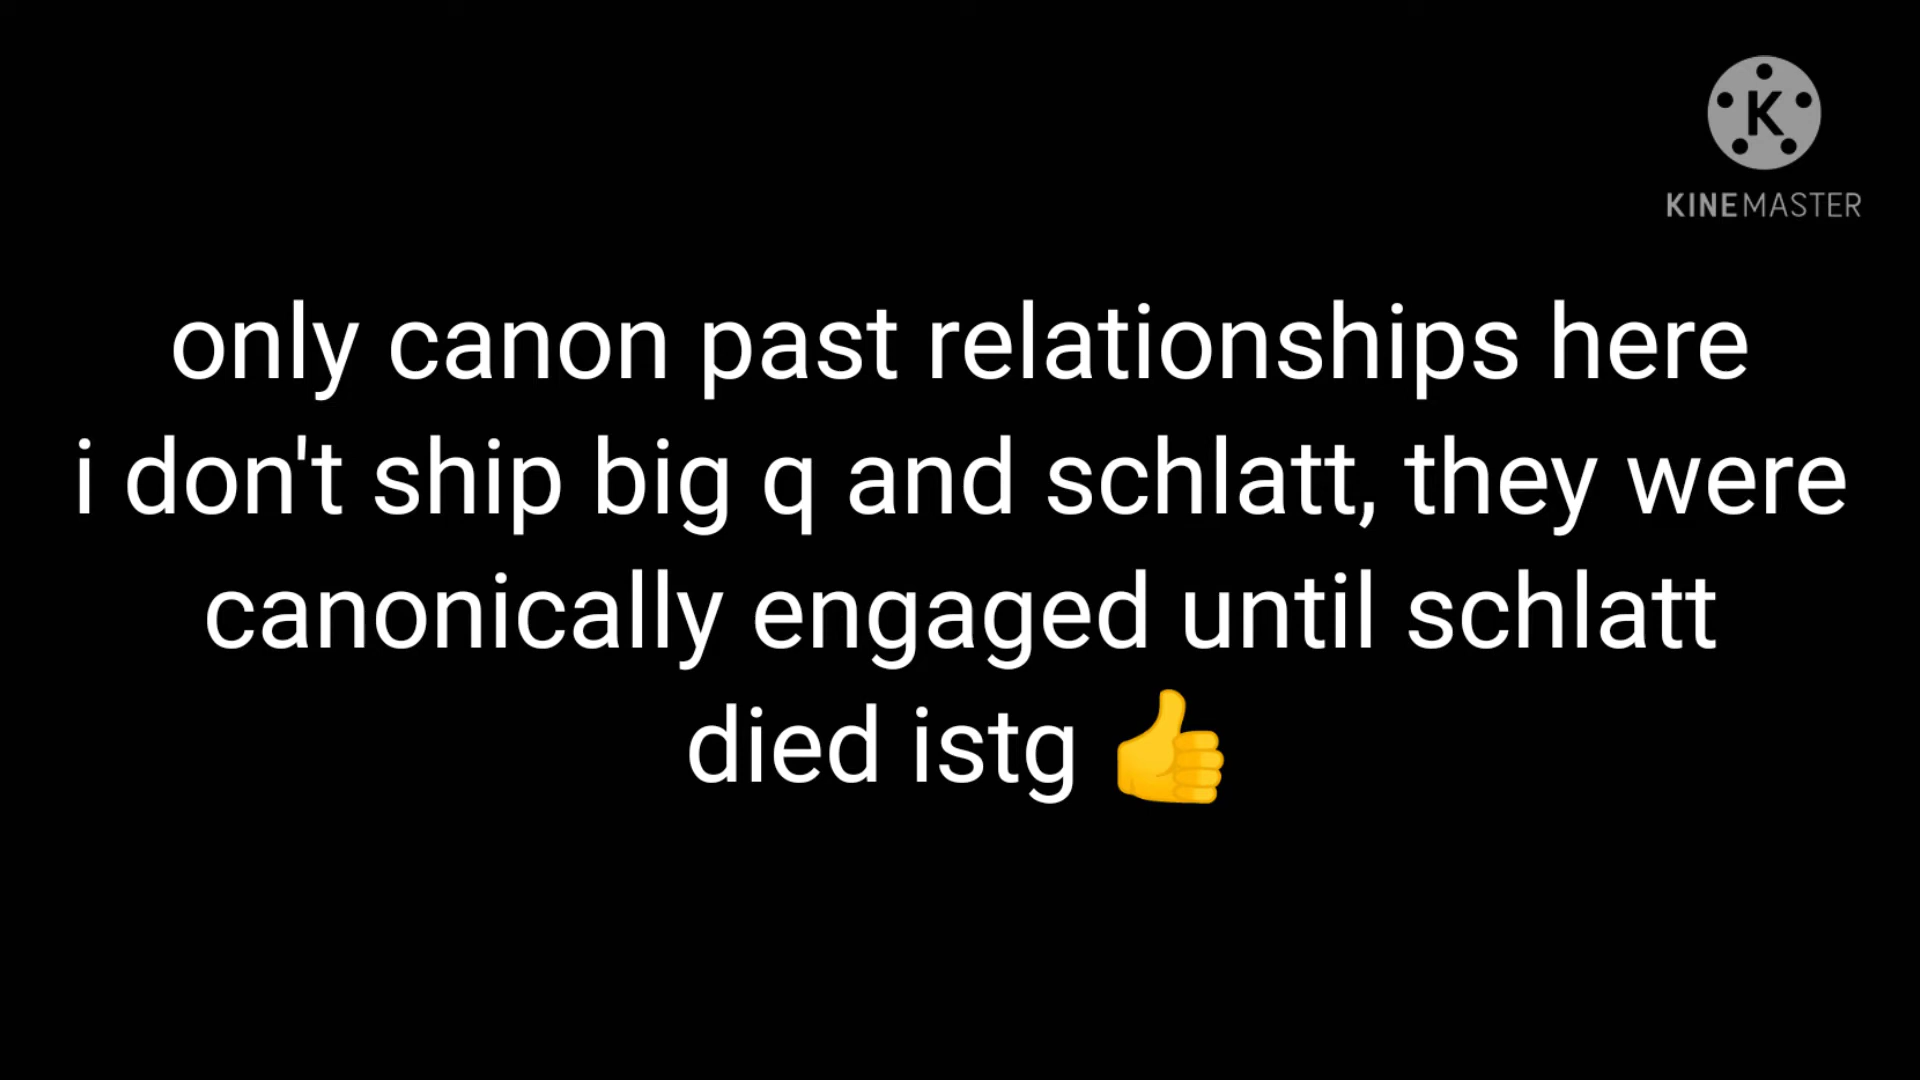 K
KINEMASTER
only canon past relationships here
i don't ship big q and schlatt, they were
canonically engaged until schlatt
died istg 👍